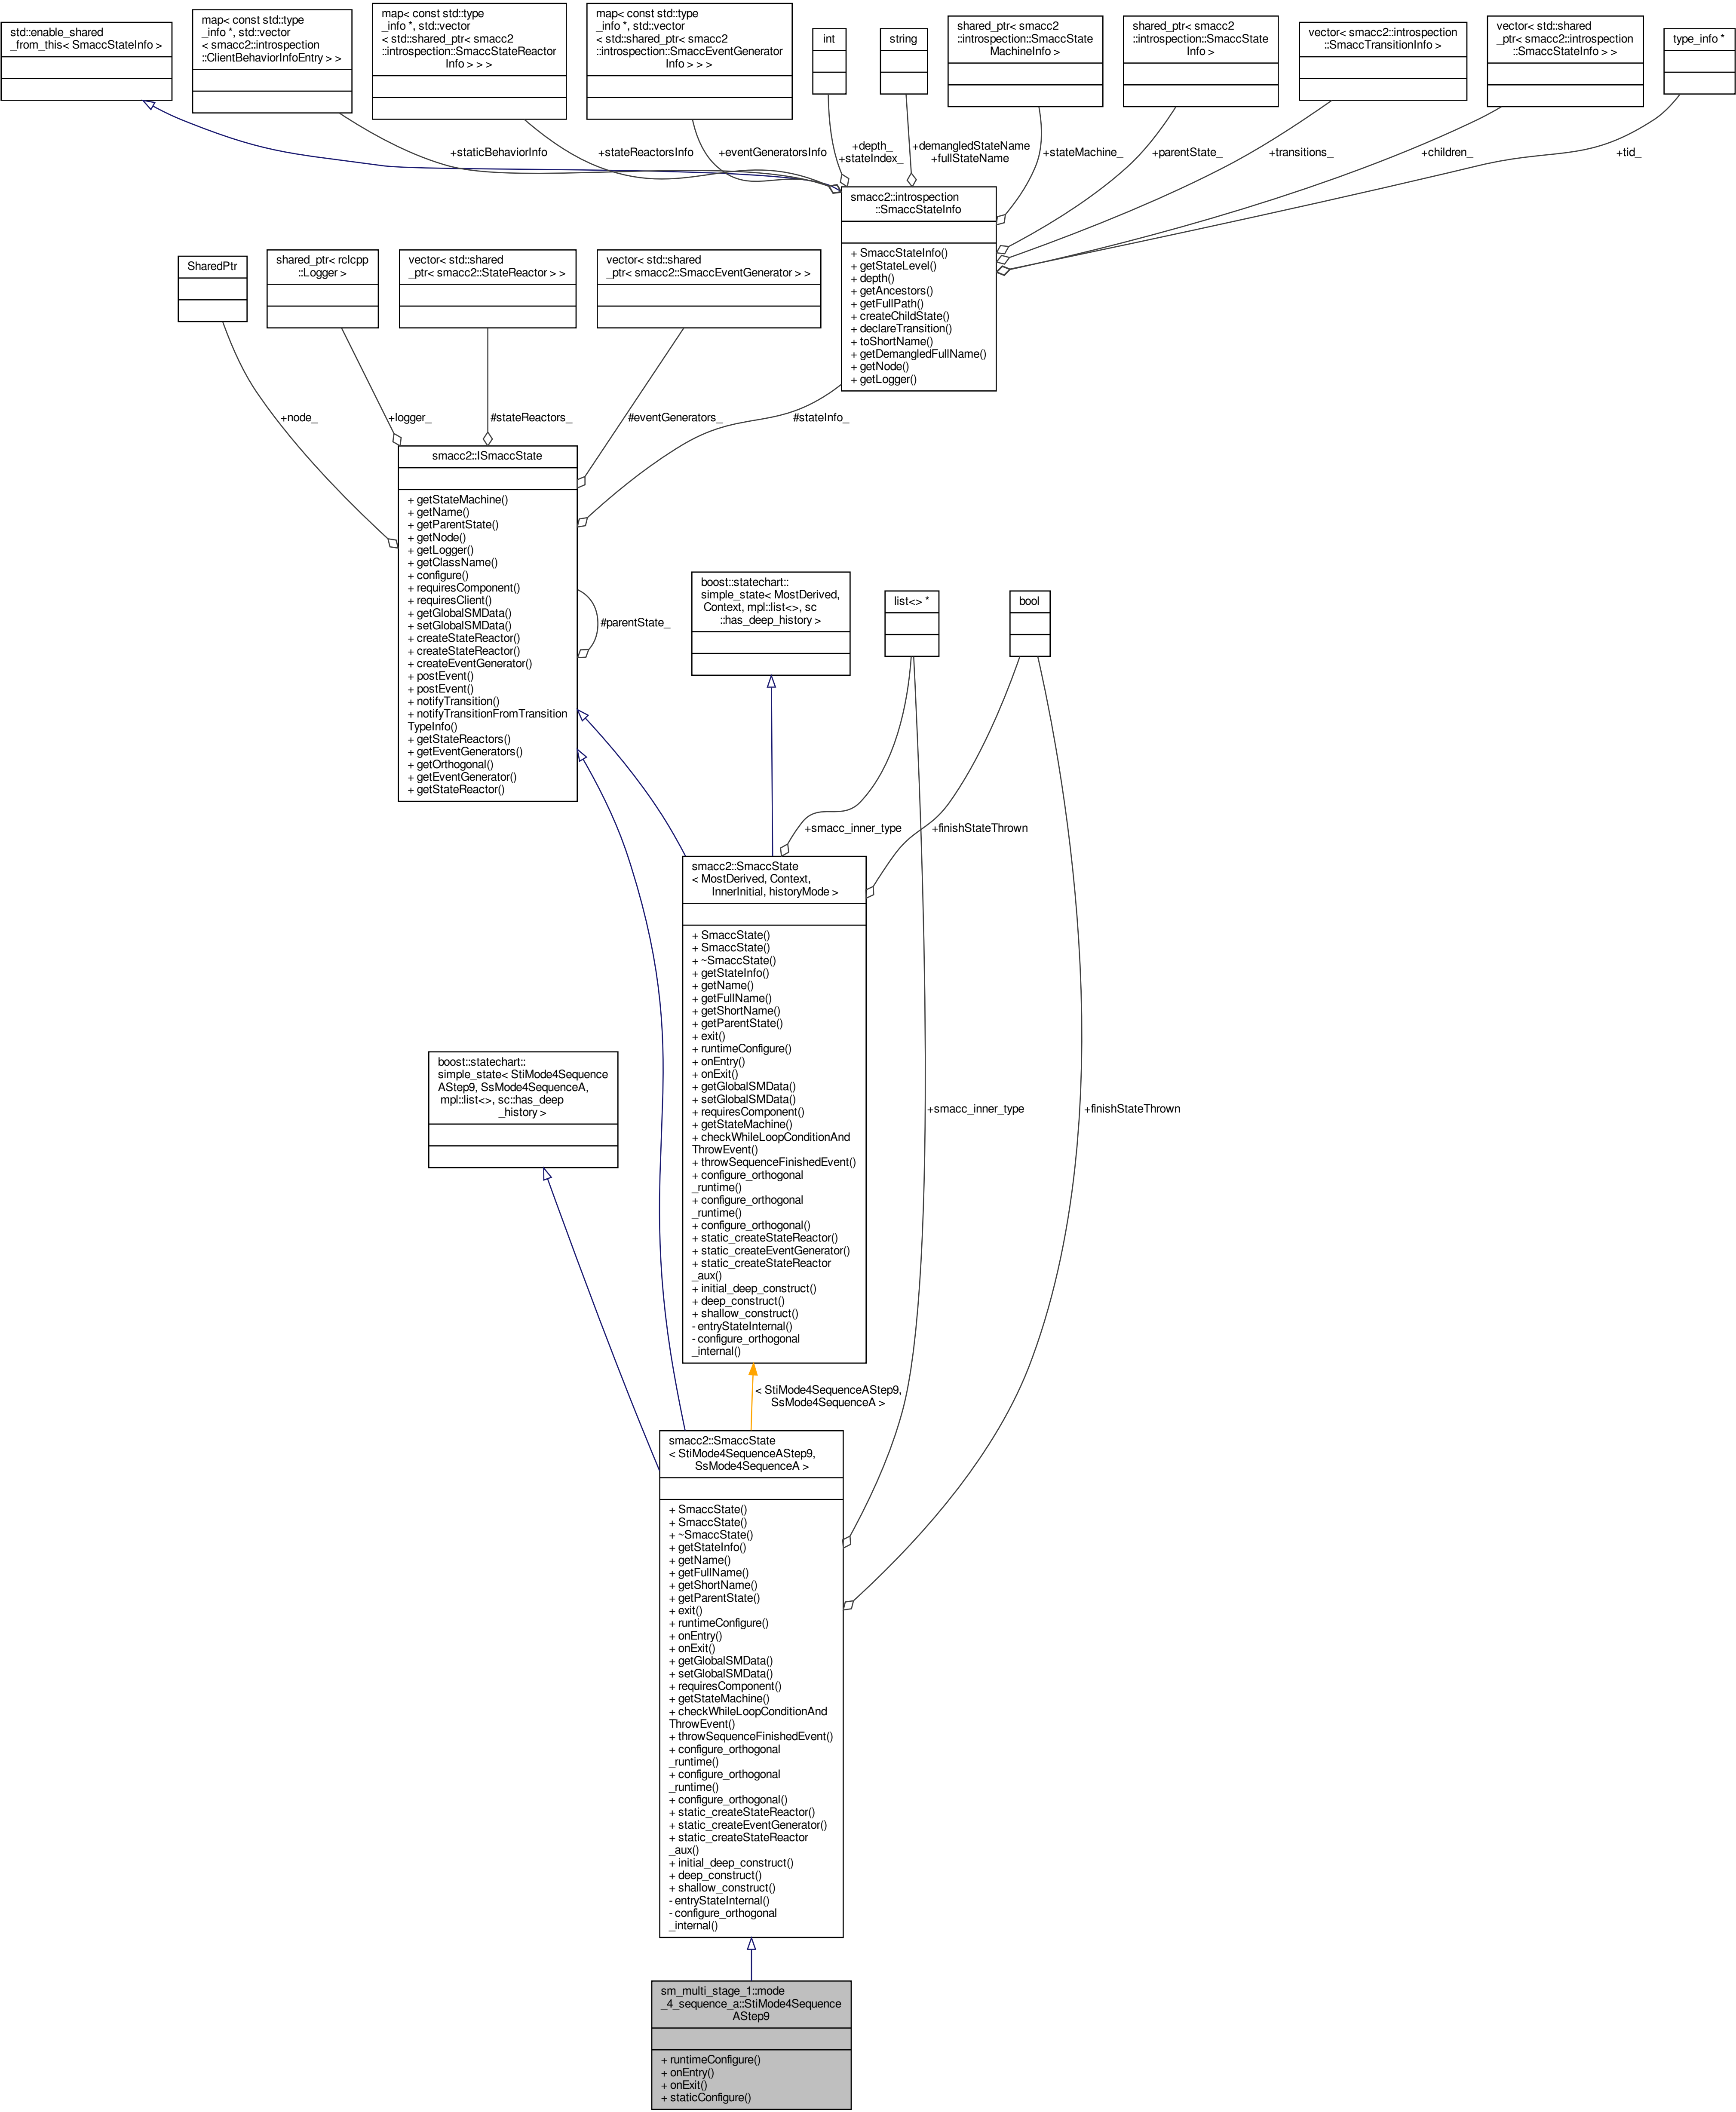 std::enable_shared
_from_this< SmaccStateInfo >
map< const std::type
_info *, std::vector
< smacc2::introspection
::ClientBehaviorInfoEntry > >
map< const std::type
_info *, std::vector
< std::shared_ptr< smacc2
::introspection::SmaccStateReactor
Info > > >
map< const std::type
_info *, std::vector
< std::shared_ptr< smacc2
::introspection::SmaccEventGenerator
Info > > >
int
string
shared_ptr< smacc2
::introspection::SmaccState
MachineInfo >
shared_ptr< smacc2
::introspection::SmaccState
Info >
vector< smacc2::introspection
::SmaccTransitionInfo >
vector< std::shared
_ptr< smacc2::introspection
::SmaccStateInfo > >
type_info *
+staticBehaviorInfo
+stateReactorsInfo
+eventGeneratorsInfo
+depth_
+stateIndex_
+demangledStateName
+fullStateName
+stateMachine_
+parentState_
+transitions_
+children_
+tid_
smacc2::introspection
::SmaccStateInfo
+ SmaccStateInfo()
+ getStateLevel()
+ depth()
+ getAncestors()
+ getFullPath()
+ createChildState()
+ declareTransition()
+ toShortName()
+ getDemangledFullName()
+ getNode()
+ getLogger()
SharedPtr
shared_ptr< rclcpp
::Logger >
vector< std::shared
_ptr< smacc2::StateReactor > >
vector< std::shared
_ptr< smacc2::SmaccEventGenerator > >
+node_
+logger_
#stateReactors_
#eventGenerators_
#stateInfo_
smacc2::ISmaccState
+ getStateMachine()
+ getName()
+ getParentState()
+ getNode()
+ getLogger()
+ getClassName()
+ configure()
+ requiresComponent()
+ requiresClient()
+ getGlobalSMData()
+ setGlobalSMData()
+ createStateReactor()
+ createStateReactor()
+ createEventGenerator()
+ postEvent()
+ postEvent()
+ notifyTransition()
+ notifyTransitionFromTransition
TypeInfo()
+ getStateReactors()
+ getEventGenerators()
+ getOrthogonal()
+ getEventGenerator()
+ getStateReactor()
#parentState_
boost::statechart::
simple_state< MostDerived,
Context, mpl::list<>, sc
::has_deep_history >
list<> *
bool
+smacc_inner_type
+finishStateThrown
smacc2::SmaccState
< MostDerived, Context,
InnerInitial, historyMode >
+ SmaccState()
+ SmaccState()
+ ~SmaccState()
+ getStateInfo()
+ getName()
+ getFullName()
+ getShortName()
+ getParentState()
+ exit()
+ runtimeConfigure()
+ onEntry()
+ onExit()
+ getGlobalSMData()
+ setGlobalSMData()
+ requiresComponent()
+ getStateMachine()
+ checkWhileLoopConditionAnd
ThrowEvent()
+ throwSequenceFinishedEvent()
+ configure_orthogonal
_runtime()
+ configure_orthogonal
_runtime()
+ configure_orthogonal()
+ static_createStateReactor()
+ static_createEventGenerator()
+ static_createStateReactor
_aux()
+ initial_deep_construct()
+ deep_construct()
+ shallow_construct()
- entryStateInternal()
- configure_orthogonal
_internal()
boost::statechart::
simple_state< StiMode4Sequence
AStep9, SsMode4SequenceA,
mpl::list<>, sc::has_deep
_history >
+smacc_inner_type
+finishStateThrown
< StiMode4SequenceAStep9,
SsMode4SequenceA >
smacc2::SmaccState
< StiMode4SequenceAStep9,
SsMode4SequenceA >
+ SmaccState()
+ SmaccState()
+ ~SmaccState()
+ getStateInfo()
+ getName()
+ getFullName()
+ getShortName()
+ getParentState()
+ exit()
+ runtimeConfigure()
+ onEntry()
+ onExit()
+ getGlobalSMData()
+ setGlobalSMData()
+ requiresComponent()
+ getStateMachine()
+ checkWhileLoopConditionAnd
ThrowEvent()
+ throwSequenceFinishedEvent()
+ configure_orthogonal
_runtime()
+ configure_orthogonal
_runtime()
+ configure_orthogonal()
+ static_createStateReactor()
+ static_createEventGenerator()
+ static_createStateReactor
_aux()
+ initial_deep_construct()
+ deep_construct()
+ shallow_construct()
- entryStateInternal()
- configure_orthogonal
_internal()
sm_multi_stage_1::mode
_4_sequence_a::StiMode4Sequence
AStep9
+ runtimeConfigure()
+ onEntry()
+ onExit()
+ staticConfigure()